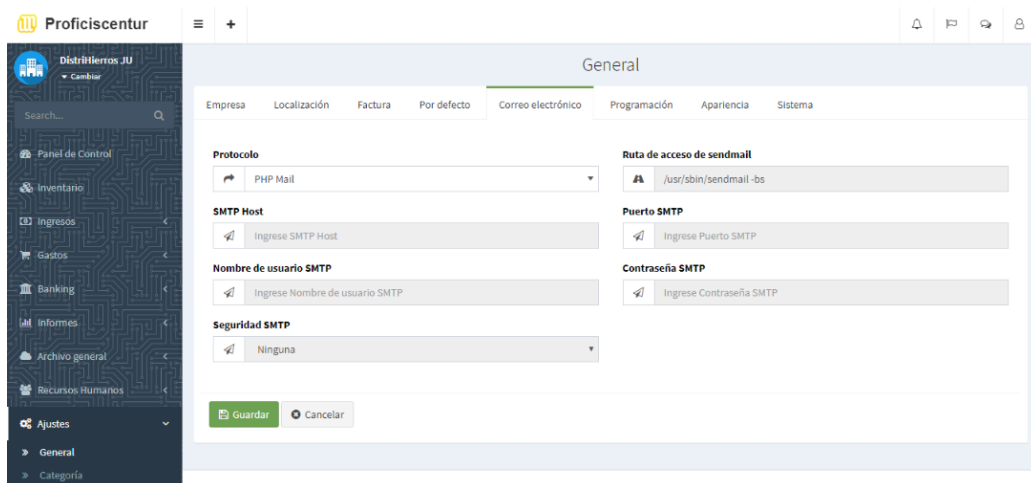 Proficiscentur
DistriHierros JU
Cambiar
Search...
Panel de Control
Inventario
Ingresos
Gastos
Banking
Informes
Archivo general
Recursos Humanos
Ajustes
General
Categoría
General
Empresa Localización Factura Por defecto Correo electrónico Programación Apariencia Sistema
Protocolo Ruta de acceso de sendmail
PHP Mail /usr/sbin/sendmail -bs
SMTP Host Puerto SMTP
Ingrese SMTP Host Ingrese Puerto SMTP
Nombre de usuario SMTP Contraseña SMTP
Ingrese Nombre de usuario SMTP Ingrese Contraseña SMTP
Seguridad SMTP
Ninguna
Guardar Cancelar